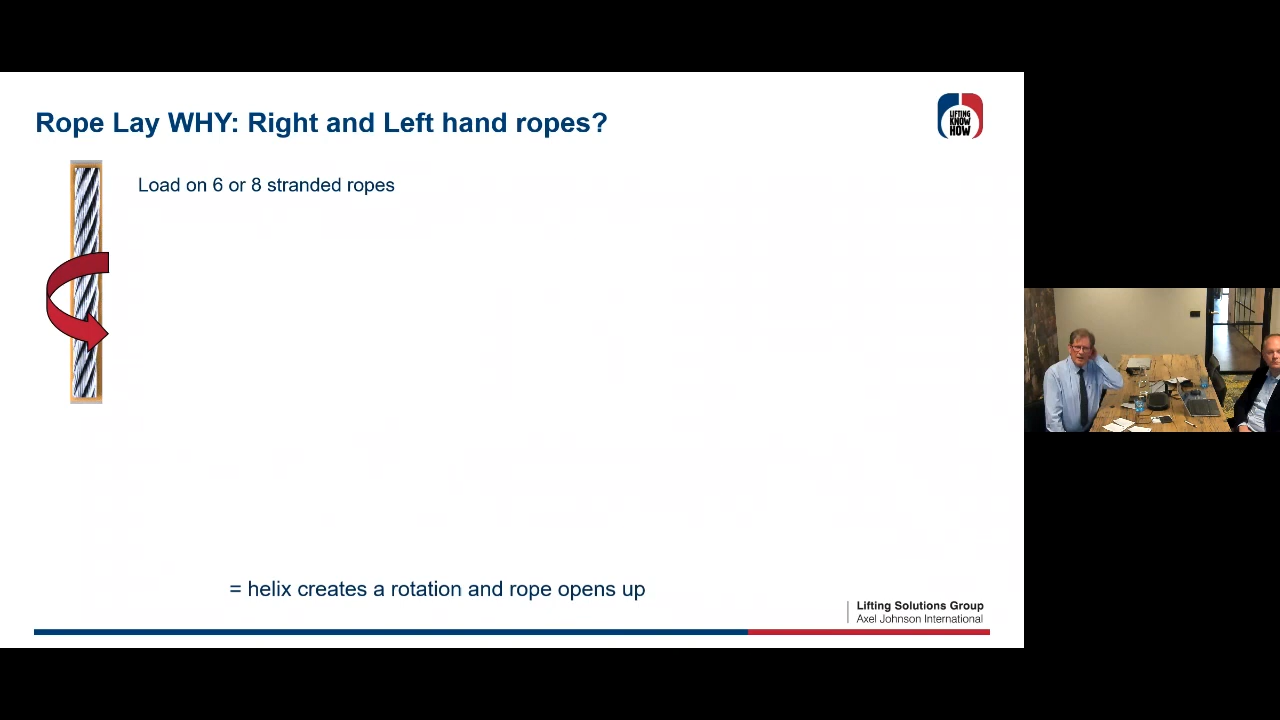 Rope Lay WHY: Right and Left hand ropes?
LIFTING
KNOW
HOW
Load on 6 or 8 stranded ropes
= helix creates a rotation and rope opens up
Lifting Solutions Group
Axel Johnson International